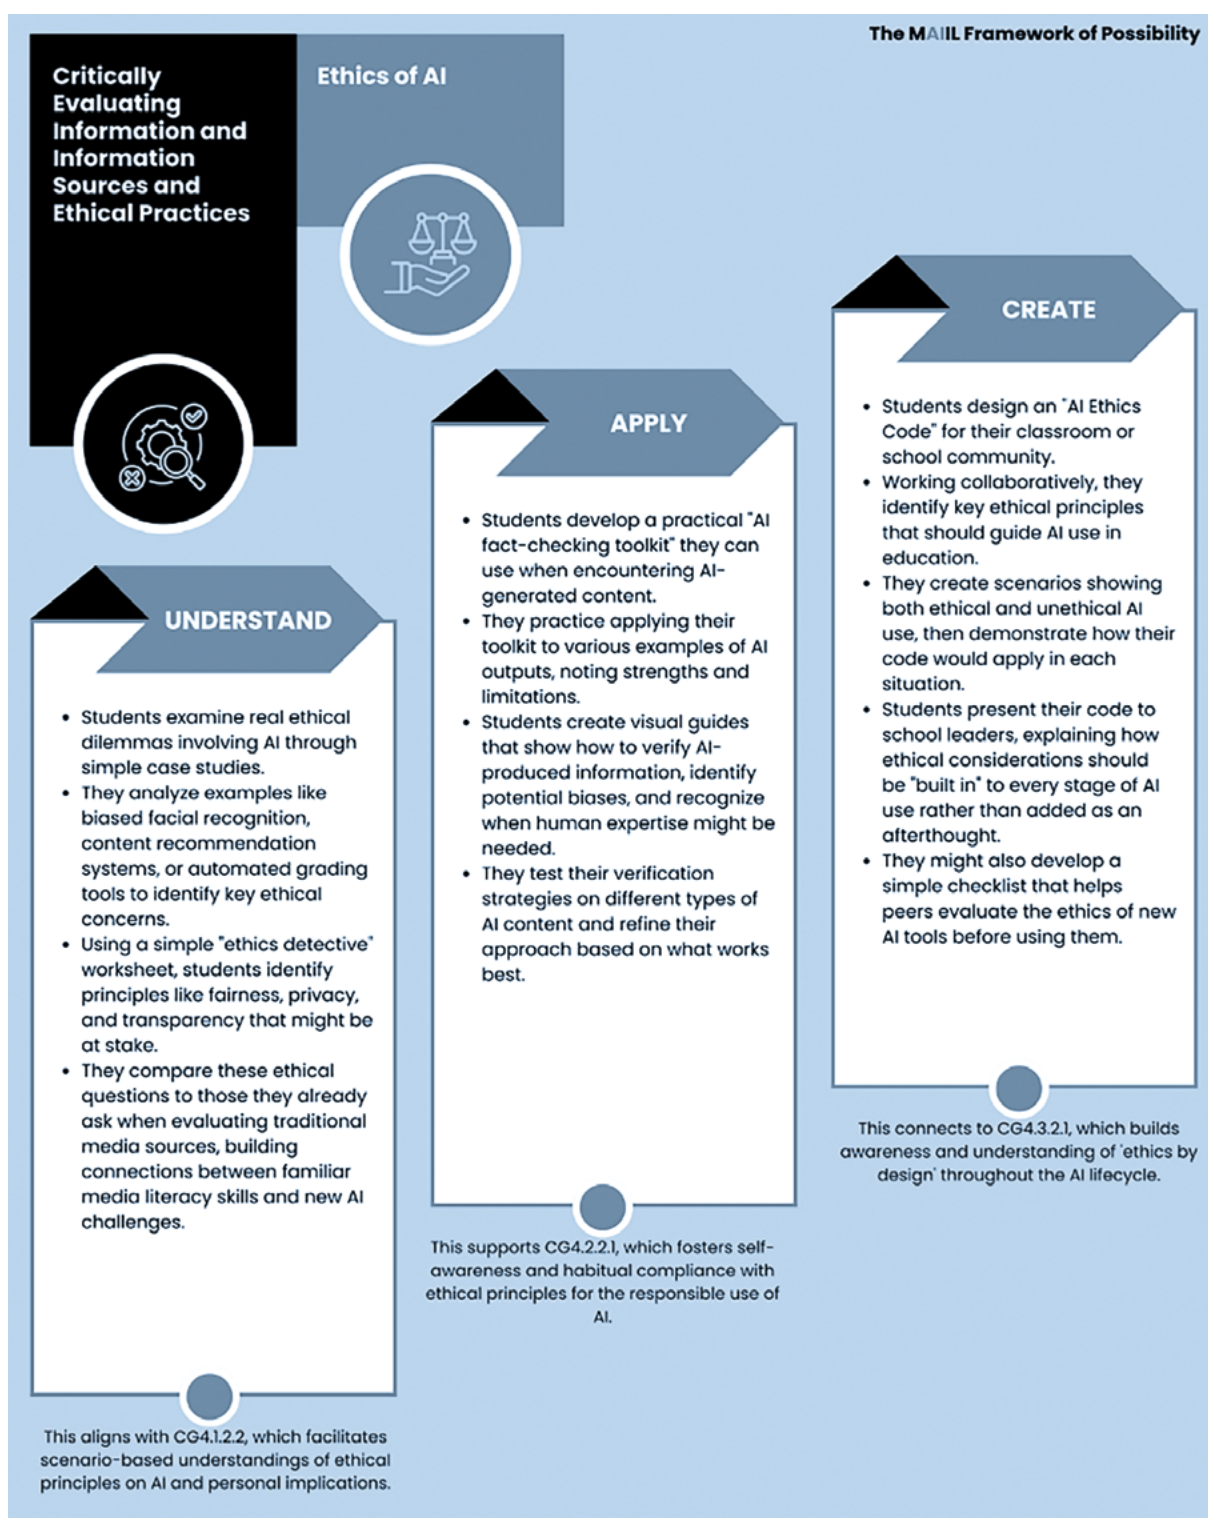 The MAIIL Framework of Possibility
Critically
Evaluating
Information and
Information
Sources and
Ethical Practices
Ethics of AI
UNDERSTAND
• Students examine real ethical
dilemmas involving AI through
simple case studies.
• They analyze examples like
biased facial recognition,
content recommendation
systems, or automated grading
tools to identify key ethical
concerns.
• Using a simple "ethics detective"
worksheet, students identify
principles like fairness, privacy,
and transparency that might be
at stake.
• They compare these ethical
questions to those they already
ask when evaluating traditional
media sources, building
connections between familiar
media literacy skills and new AI
challenges.
This aligns with CG4.1.2.2, which facilitates
scenario-based understandings of ethical
principles on AI and personal implications.
APPLY
• Students develop a practical "AI
fact-checking toolkit" they can
use when encountering AI-
generated content.
• They practice applying their
toolkit to various examples of AI
outputs, noting strengths and
limitations.
• Students create visual guides
that show how to verify AI-
produced information, identify
potential biases, and recognize
when human expertise might be
needed.
• They test their verification
strategies on different types of
AI content and refine their
approach based on what works
best.
This supports CG4.2.2.1, which fosters self-
awareness and habitual compliance with
ethical principles for the responsible use of
AI.
CREATE
• Students design an "AI Ethics
Code" for their classroom or
school community.
• Working collaboratively, they
identify key ethical principles
that should guide AI use in
education.
• They create scenarios showing
both ethical and unethical AI
use, then demonstrate how their
code would apply in each
situation.
• Students present their code to
school leaders, explaining how
ethical considerations should
be "built in" to every stage of AI
use rather than added as an
afterthought.
• They might also develop a
simple checklist that helps
peers evaluate the ethics of new
AI tools before using them.
This connects to CG4.3.2.1, which builds
awareness and understanding of 'ethics by
design' throughout the AI lifecycle.